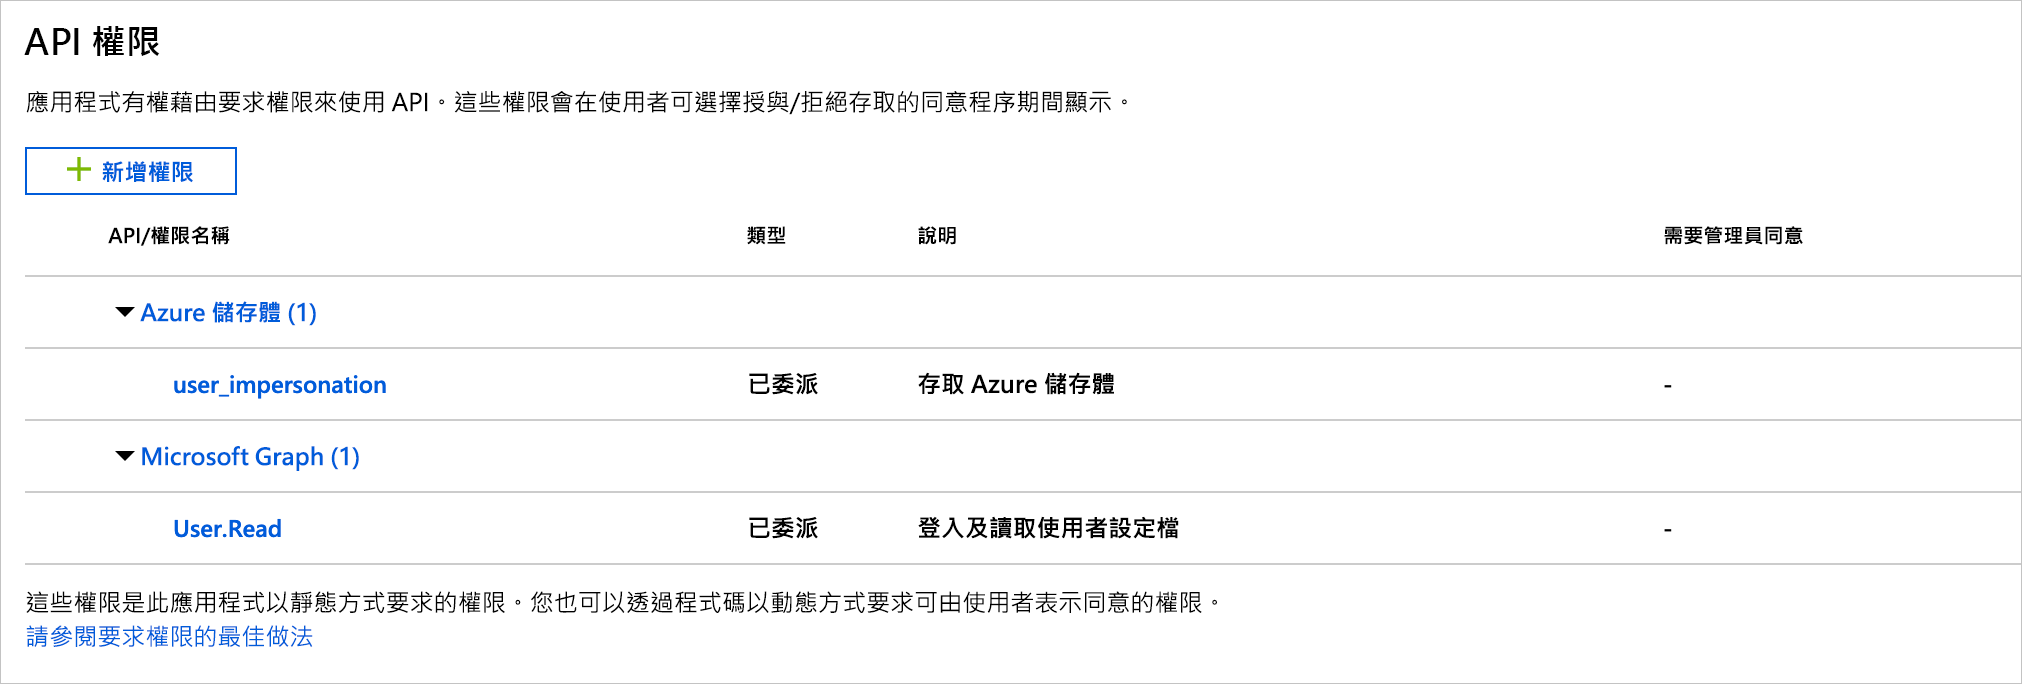 API 權限
應用程式有權藉由要求權限來使用 API。這些權限會在使用者可選擇授與/拒絕存取的同意程序期間顯示。
新增權限
API/權限名稱 類型 說明 需要管理員同意
Azure 儲存體 (1)
user_impersonation 已委派 存取 Azure 儲存體 -
Microsoft Graph (1)
User.Read 已委派 登入及讀取使用者設定檔 -
這些權限是此應用程式以靜態方式要求的權限。您也可以透過程式碼以動態方式要求可由使用者表示同意的權限。
請參閱要求權限的最佳做法